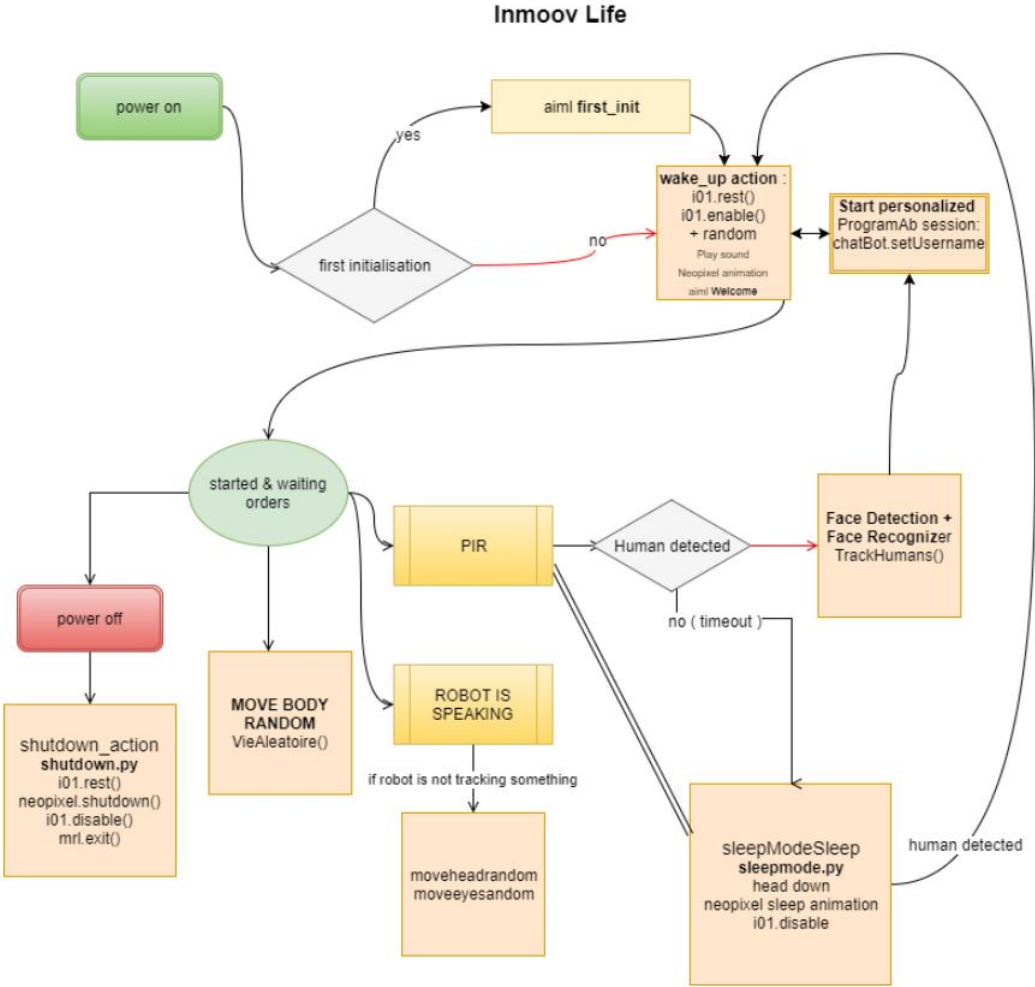 Inmoov Life
power on
aiml first_init
yes
first initialisation
no
wake_up action :
i01.rest()
i01.enable()
+ random
Play sound
Neopixel animation
aiml Welcome
Start personalized
ProgramAb session:
chatBot.setUsername
started & waiting
orders
PIR
Human detected
Face Detection +
Face Recognizer
TrackHumans()
no ( timeout )
power off
MOVE BODY
RANDOM
VieAleatoire()
ROBOT IS
SPEAKING
if robot is not tracking something
shutdown_action
shutdown.py
i01.rest()
neopixel.shutdown()
i01.disable()
mrl.exit()
moveheadrandom
moveeyesandom
sleepModeSleep
sleepmode.py
head down
neopixel sleep animation
i01.disable
human detected